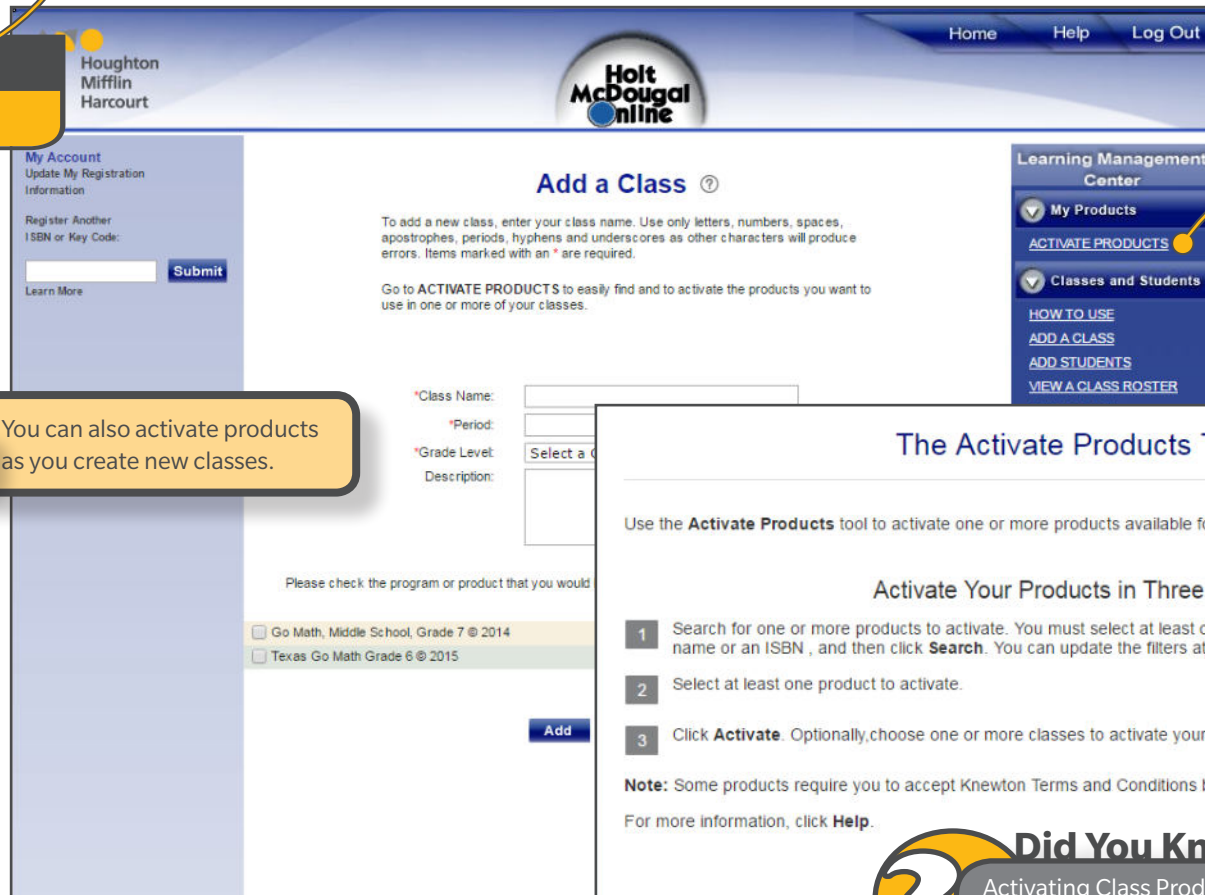 Home Help Log Out
Houghton
Mifflin
Harcourt
Holt
McDougal
Online
My Account
Update My Registration
Information
Register Another
ISBN or Key Code:
Submit
Learn More
Add a Class ?
To add a new class, enter your class name. Use only letters, numbers, spaces,
apostrophes, periods, hyphens and underscores as other characters will produce
errors. Items marked with an * are required.
Go to ACTIVATE PRODUCTS to easily find and to activate the products you want to
use in one or more of your classes.
*Class Name:
*Period:
*Grade Level:
Select a
Description:
Please check the program or product that you would
Go Math, Middle School, Grade 7 © 2014
Texas Go Math Grade 6 © 2015
Add
Learning Management
Center
My Products
ACTIVATE PRODUCTS
Classes and Students
HOW TO USE
ADD A CLASS
ADD STUDENTS
VIEW A CLASS ROSTER
You can also activate products
as you create new classes.
The Activate Products
Use the Activate Products tool to activate one or more products available
Activate Your Products in Three
1 Search for one or more products to activate. You must select at least
name or an ISBN , and then click Search. You can update the filters
2 Select at least one product to activate.
3 Click Activate. Optionally,choose one or more classes to activate your
Note: Some products require you to accept Knewton Terms and Conditions
For more information, click Help.
Did You Kn
Activating Class Prod